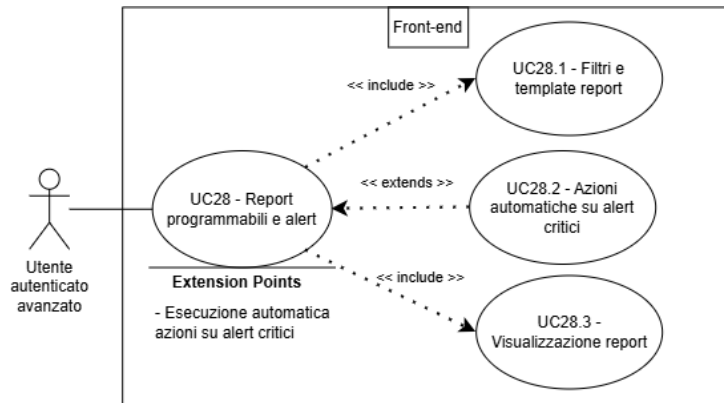 Front-end
UC28.1 - Filtri e
template report
<< include >>
UC28 - Report
programmabili e alert
<< extends >>
UC28.2 - Azioni
automatiche su alert
critici
Utente
autenticato
avanzato
Extension Points
- Esecuzione automatica
azioni su alert critici
<< include >>
UC28.3 -
Visualizzazione report